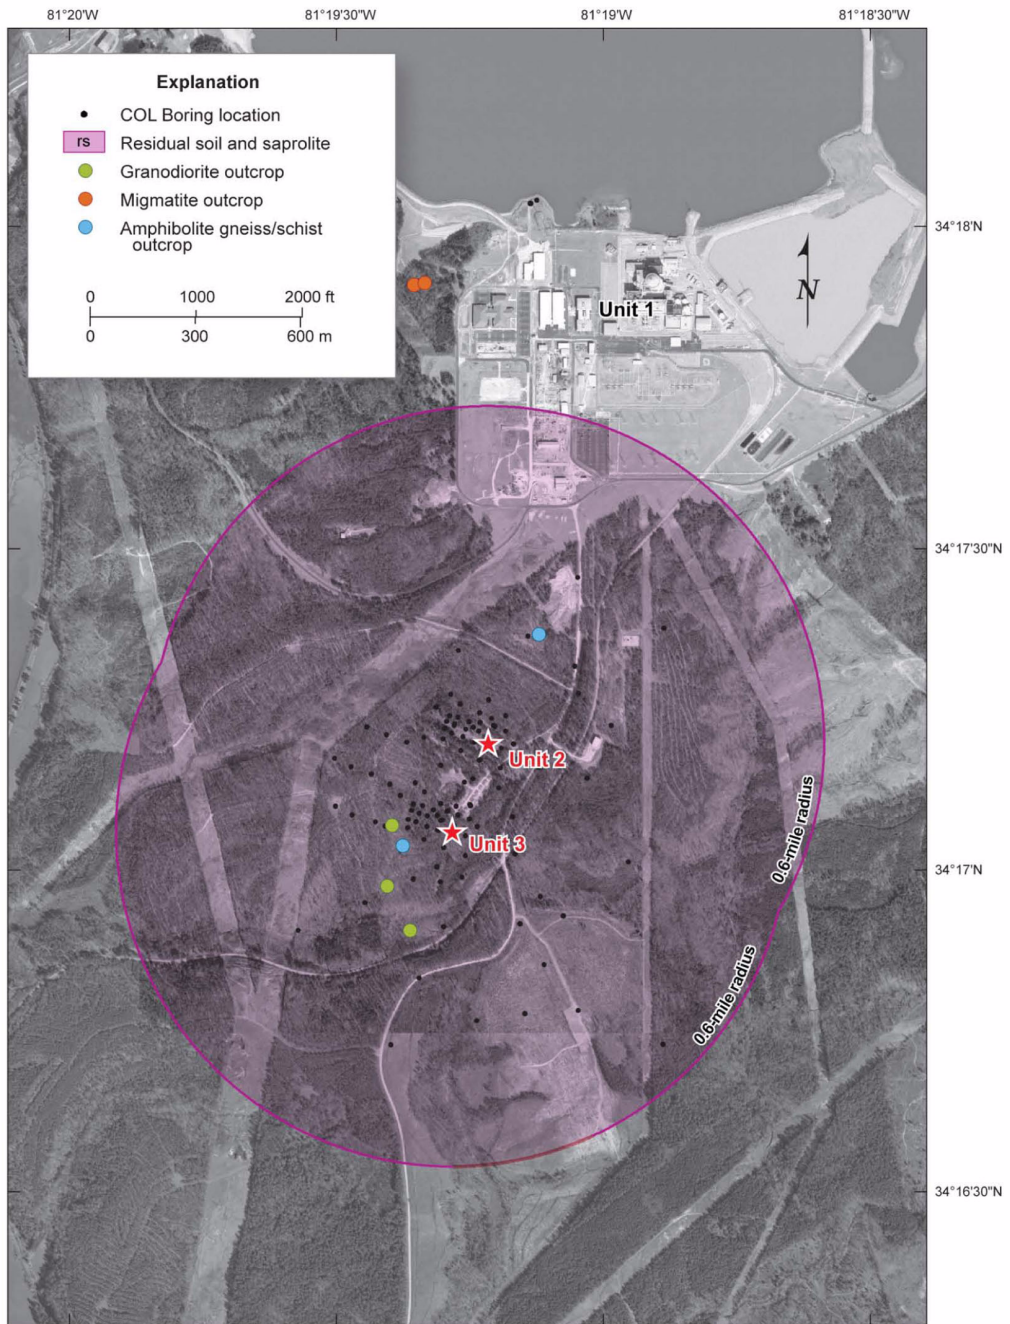 81°20'W 81°19'30"W 81°19'W 81°18'30"W
Explanation
COL Boring location
rs Residual soil and saprolite
Granodiorite outcrop
Migmatite outcrop
Amphibolite gneiss/schist
outcrop
0 1000 2000 ft
0 300 600 m
34°18'N
N
Unit 1
34°17'30"N
Unit 2
Unit 3
0.6-mile radius
34°17'N
0.6-mile radius
34°16'30"N